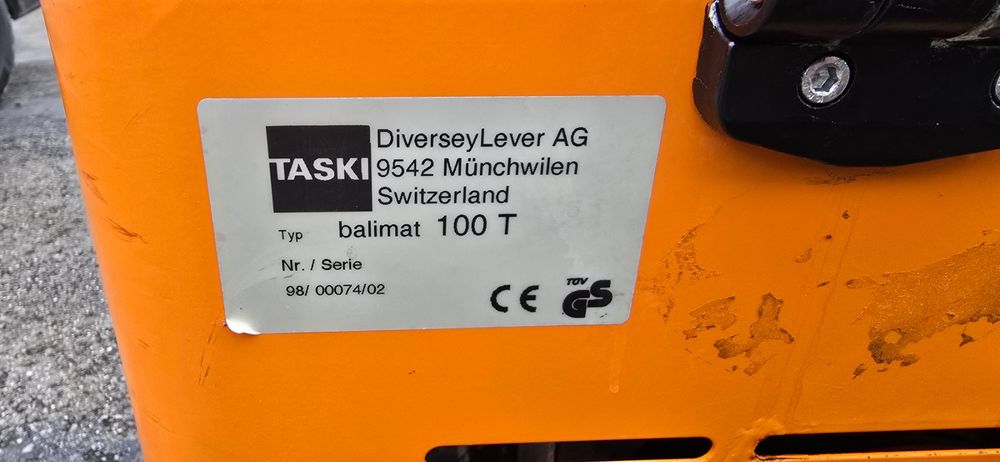 TASKI
DiverseyLever AG
9542 Münchwilen
Switzerland
Typ balimat 100 T
Nr. / Serie
98/ 00074/02
CE
TÜV
GS